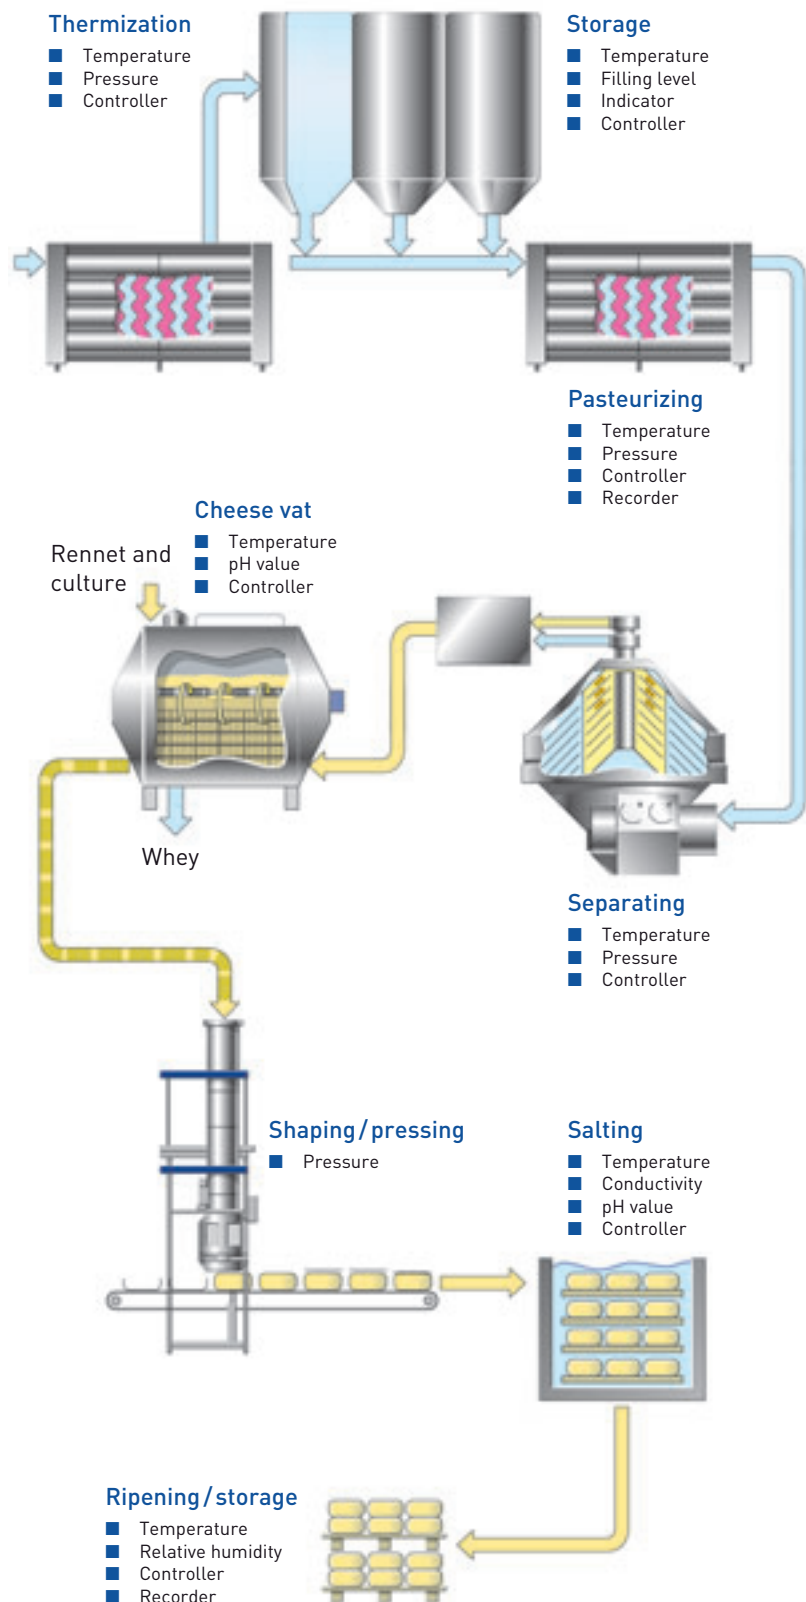 Thermization
Temperature
Pressure
Controller
Storage
Temperature
Filling level
Indicator
Controller
Pasteurizing
Temperature
Pressure
Controller
Recorder
Cheese vat
Temperature
pH value
Controller
Rennet and
culture
Whey
Separating
Temperature
Pressure
Controller
Shaping / pressing
Pressure
Salting
Temperature
Conductivity
pH value
Controller
Ripening / storage
Temperature
Relative humidity
Controller
Recorder